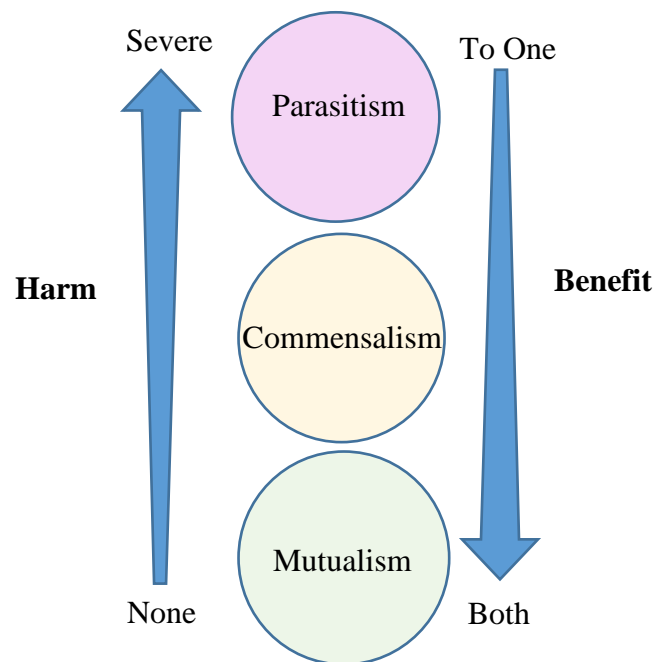 Severe
To One
Parasitism
Harm
Benefit
Commensalism
Mutualism
None
Both